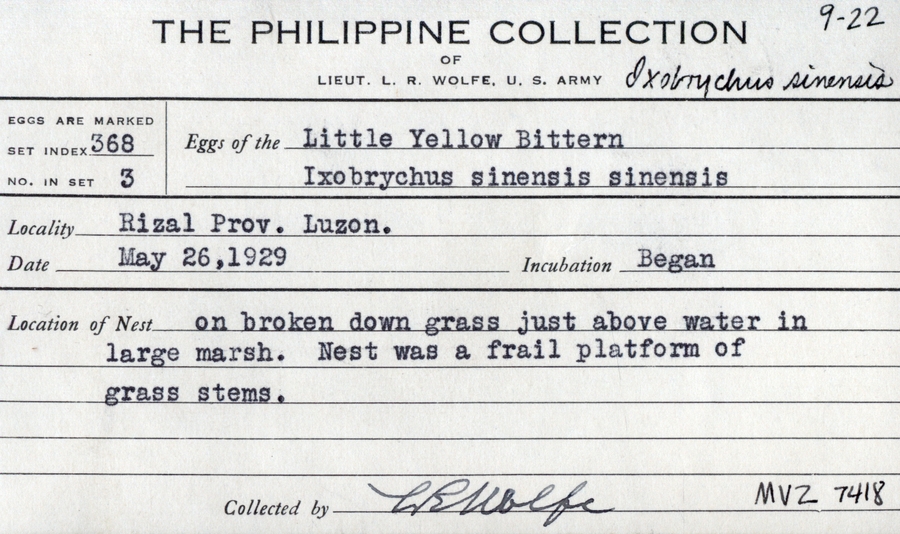 9-22
THE PHILIPPINE COLLECTION
OF
LIEUT. L. R. WOLFE, U. S. ARMY Ixobrychus sinensis
EGGS ARE MARKED
SET INDEX 368
NO. IN SET 3
Eggs of the Little Yellow Bittern
Ixobrychus sinensis sinensis
Locality Rizal Prov. Luzon.
Date May 26,1929 Incubation Began
Location of Nest on broken down grass just above water in
large marsh. Nest was a frail platform of
grass stems.
Collected by LR Wolfe MVZ 7418